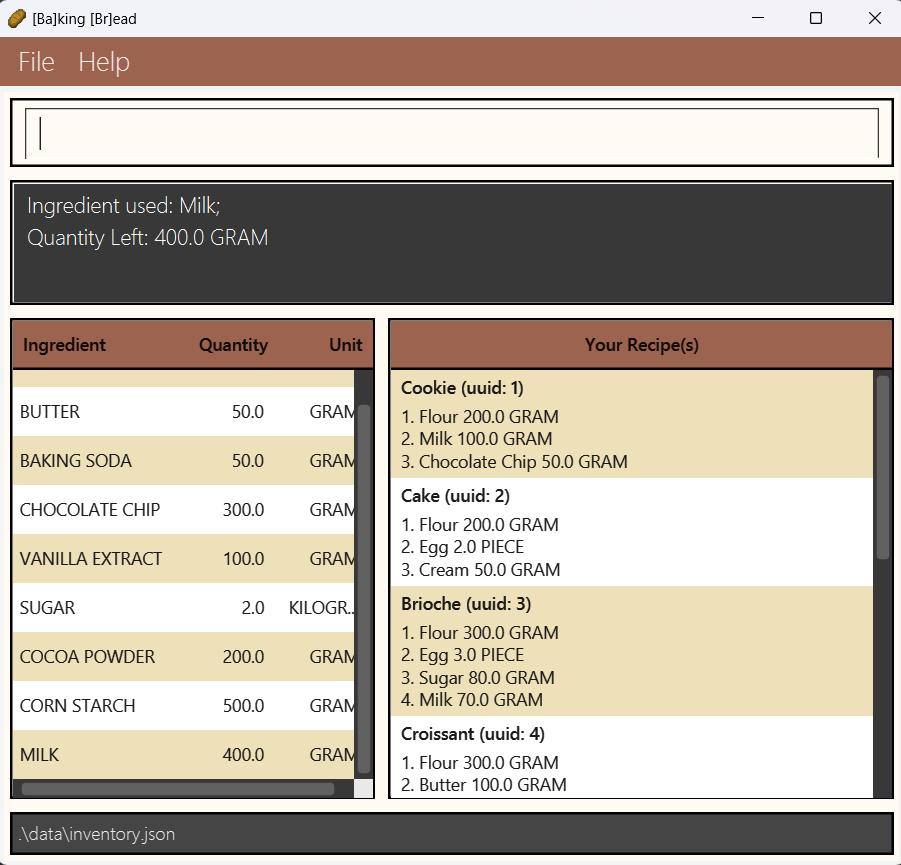 [Ba]king [Br]ead
File Help
Ingredient used: Milk;
Quantity Left: 400.0 GRAM
Ingredient Quantity Unit
BUTTER 50.0 GRAM
BAKING SODA 50.0 GRAM
CHOCOLATE CHIP 300.0 GRAM
VANILLA EXTRACT 100.0 GRAM
SUGAR 2.0 KILOGR...
COCOA POWDER 200.0 GRAM
CORN STARCH 500.0 GRAM
MILK 400.0 GRAM
Your Recipe(s)
Cookie (uuid: 1)
1. Flour 200.0 GRAM
2. Milk 100.0 GRAM
3. Chocolate Chip 50.0 GRAM
Cake (uuid: 2)
1. Flour 200.0 GRAM
2. Egg 2.0 PIECE
3. Cream 50.0 GRAM
Brioche (uuid: 3)
1. Flour 300.0 GRAM
2. Egg 3.0 PIECE
3. Sugar 80.0 GRAM
4. Milk 70.0 GRAM
Croissant (uuid: 4)
1. Flour 300.0 GRAM
2. Butter 100.0 GRAM
.\data\inventory.json